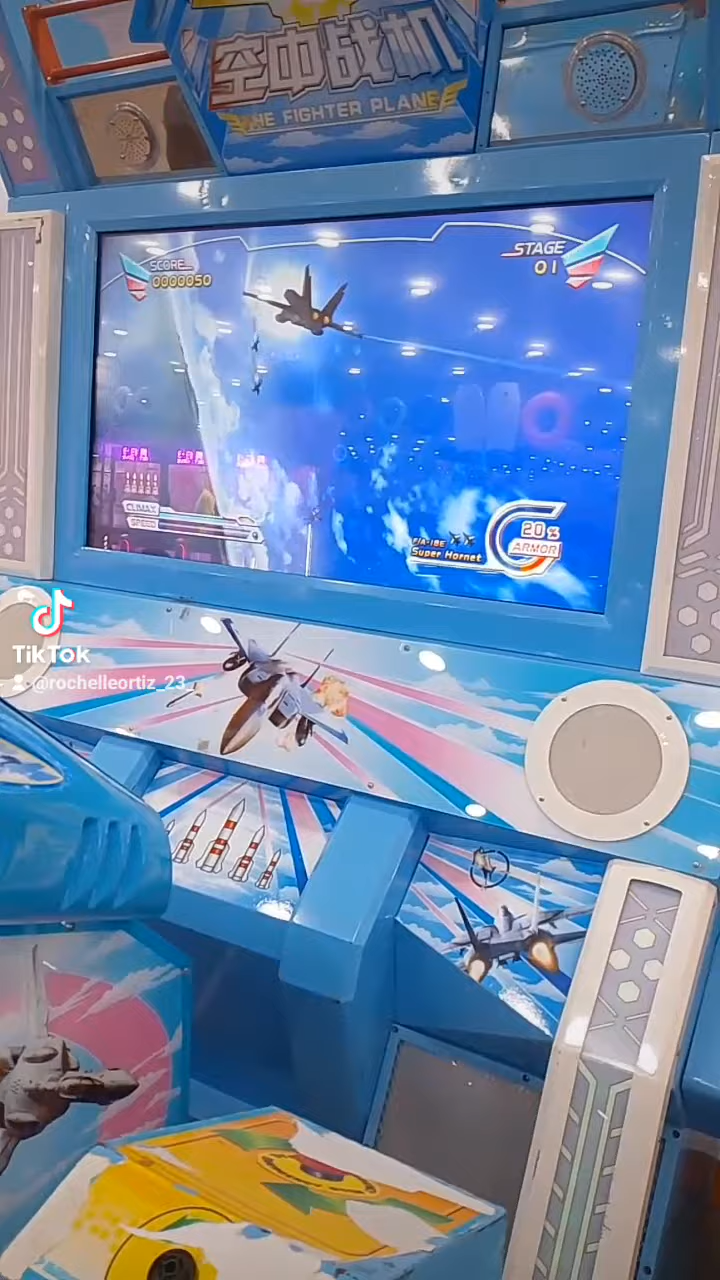 空中战机
THE FIGHTER PLANE
SCORE
0000050
STAGE
01
CLIMAX
SPEED
F/A-18E
Super Hornet
20%
ARMOR
TikTok
@rochelleortiz_23_